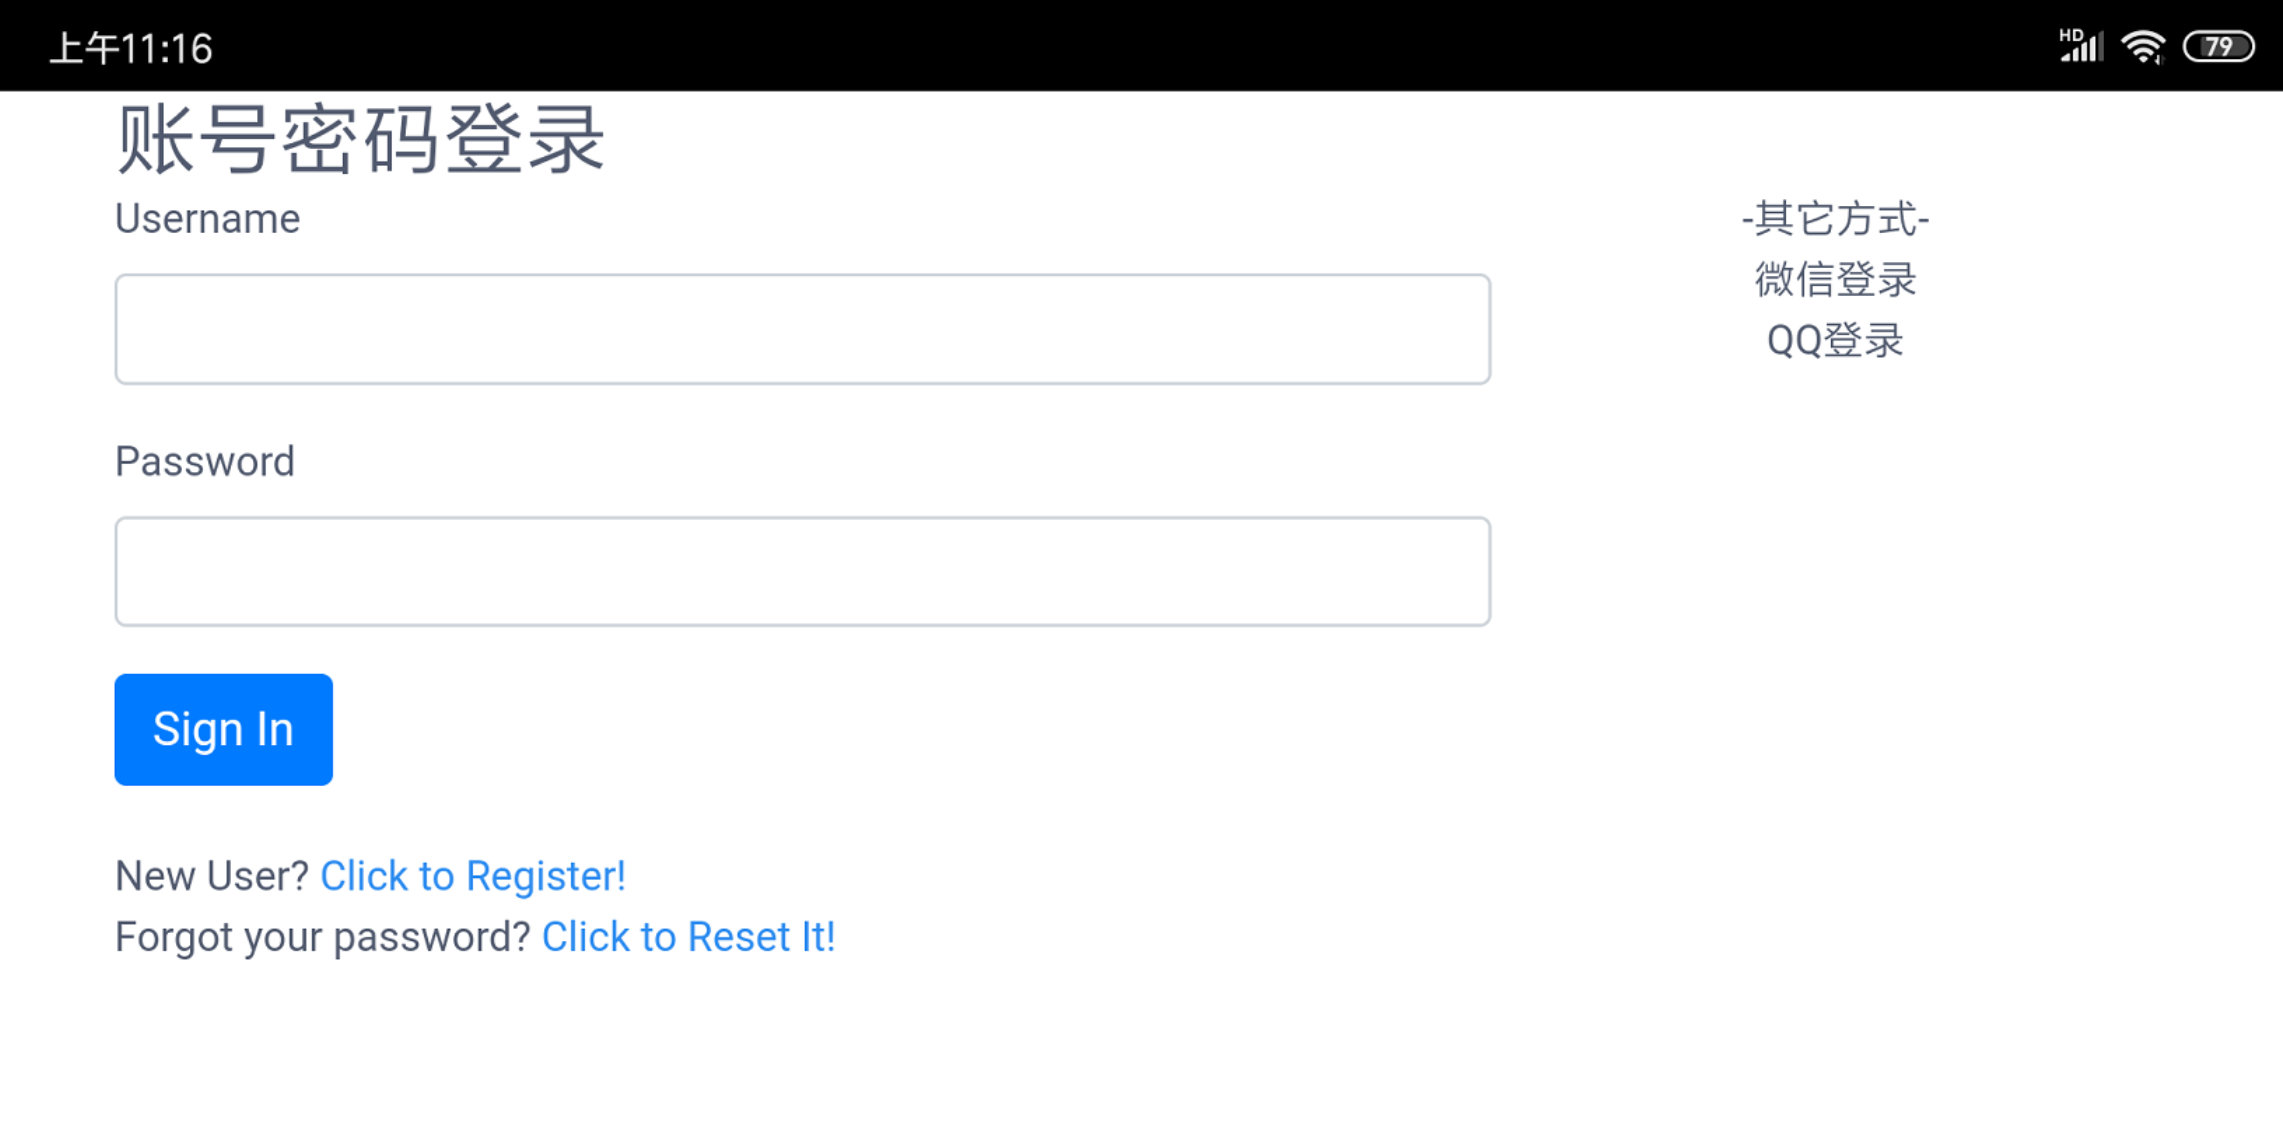 上午11:16
HD
79
账号密码登录
Username
Password
Sign In
New User? Click to Register!
Forgot your password? Click to Reset It!
-其它方式-
微信登录
QQ登录